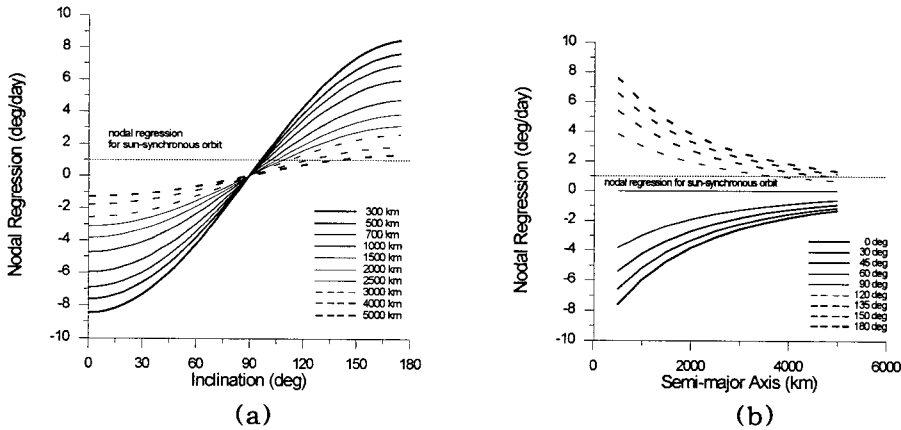 10
8
6
4
2
0
-2
-4
-6
-8
-10
Nodal Regression (deg/day)
nodal regression
for sun-synchronous orbit
300 km
500 km
700 km
1000 km
1500 km
2000 km
2500 km
3000 km
4000 km
5000 km
0 30 60 90 120 150 180
Inclination (deg)
(a)
10
8
6
4
2
0
-2
-4
-6
-8
-10
Nodal Regression (deg/day)
nodal regression for sun-synchronous orbit
0 deg
30 deg
45 deg
60 deg
90 deg
120 deg
135 deg
150 deg
180 deg
0 2000 4000 6000
Semi-major Axis (km)
(b)